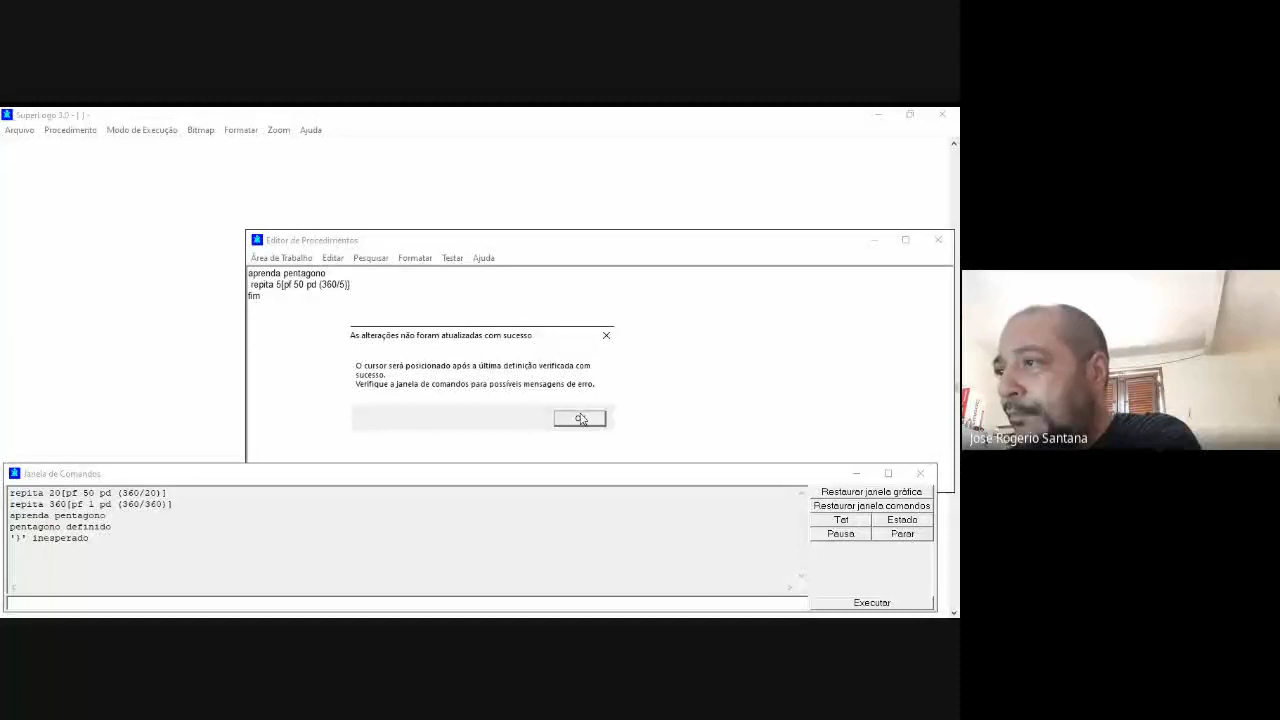 SuperLogo 3.0 - [ ] -
Arquivo Procedimento Modo de Execução Bitmap Formatar Zoom Ajuda
Editor de Procedimentos
Área de Trabalho Editar Pesquisar Formatar Testar Ajuda
aprenda pentagono
repita 5[pf 50 pd (360/5)]
fim
As alterações não foram atualizadas com sucesso.
O cursor será posicionado após a última definição verificada com
sucesso.
Verifique a janela de comandos para possíveis mensagens de erro.
Janela de Comandos
repita 20[pf 50 pd (360/20)]
repita 360[pf 1 pd (360/360)]
aprenda pentagono
pentagono definido
')' inesperado
Restaurar janela gráfica
Restaurar janela comandos
Tat Estado
Pausa Parar
Executar
José Rogério Santana